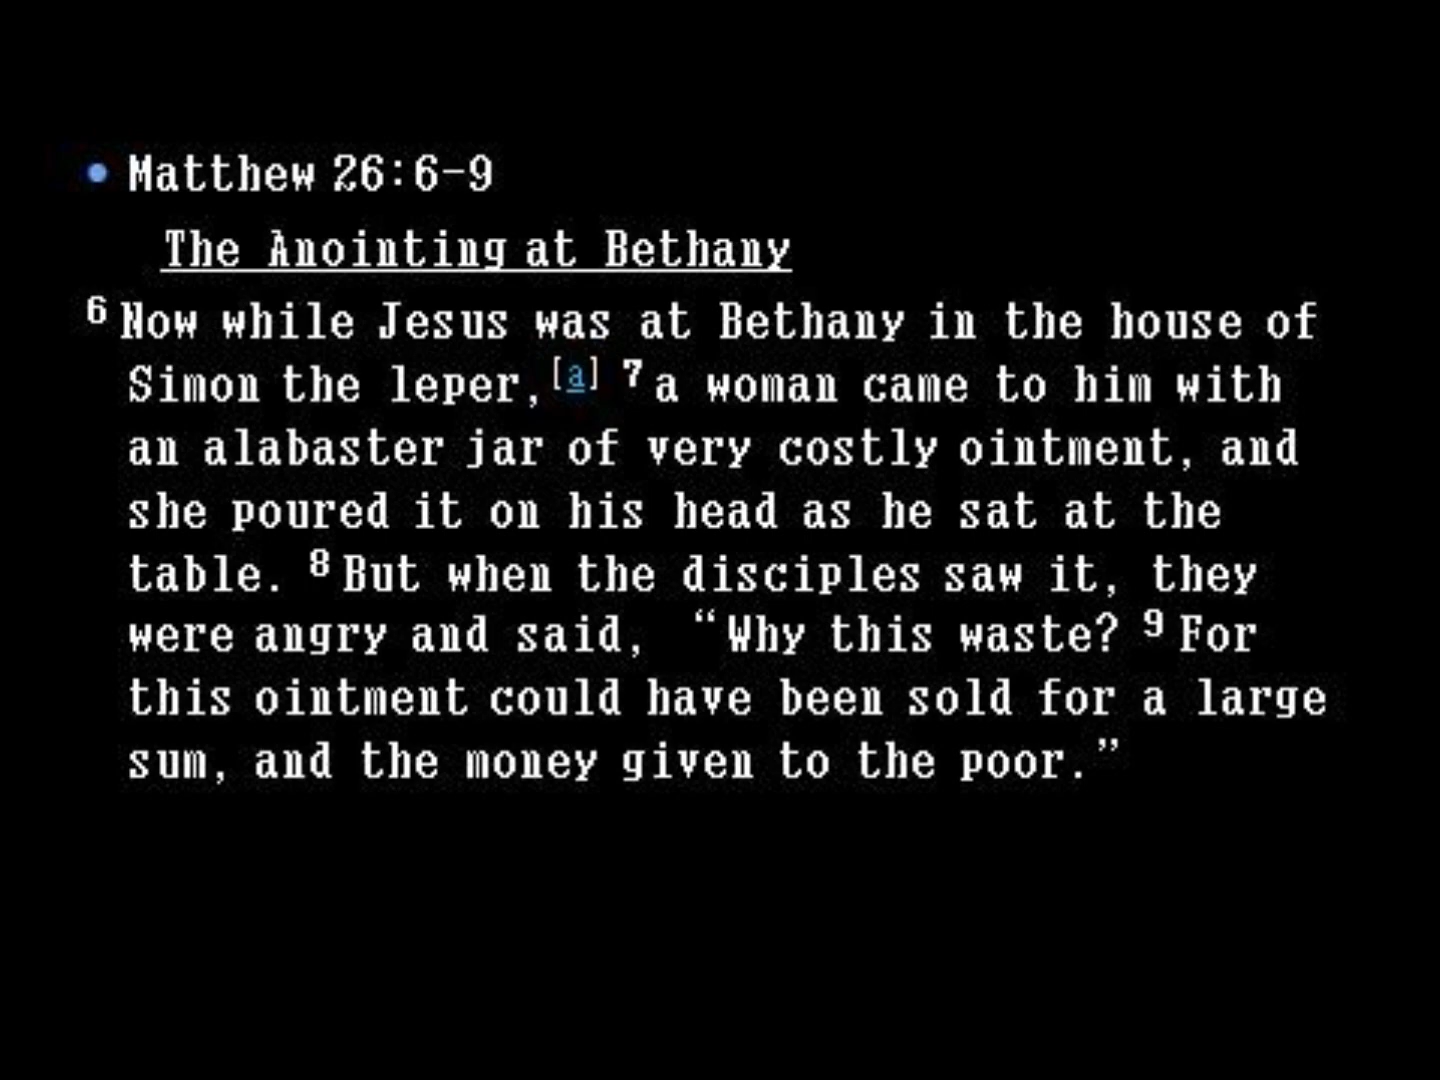 • Matthew 26:6-9
The Anointing at Bethany
6 Now while Jesus was at Bethany in the house of
Simon the leper,[a] 7 a woman came to him with
an alabaster jar of very costly ointment, and
she poured it on his head as he sat at the
table. 8 But when the disciples saw it, they
were angry and said, “Why this waste? 9 For
this ointment could have been sold for a large
sum, and the money given to the poor.”